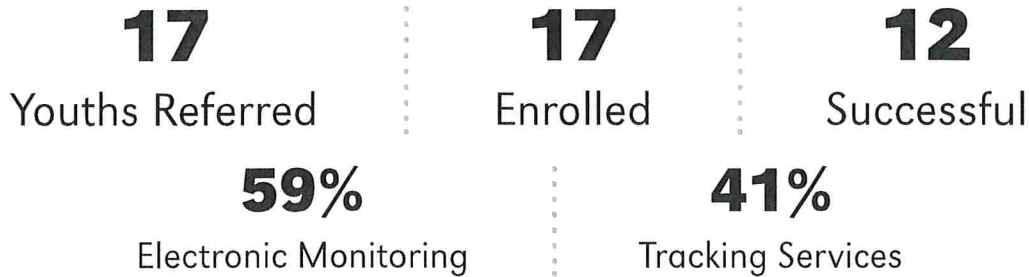 17 17 12
Youths Referred Enrolled Successful
59% 41%
Electronic Monitoring Tracking Services